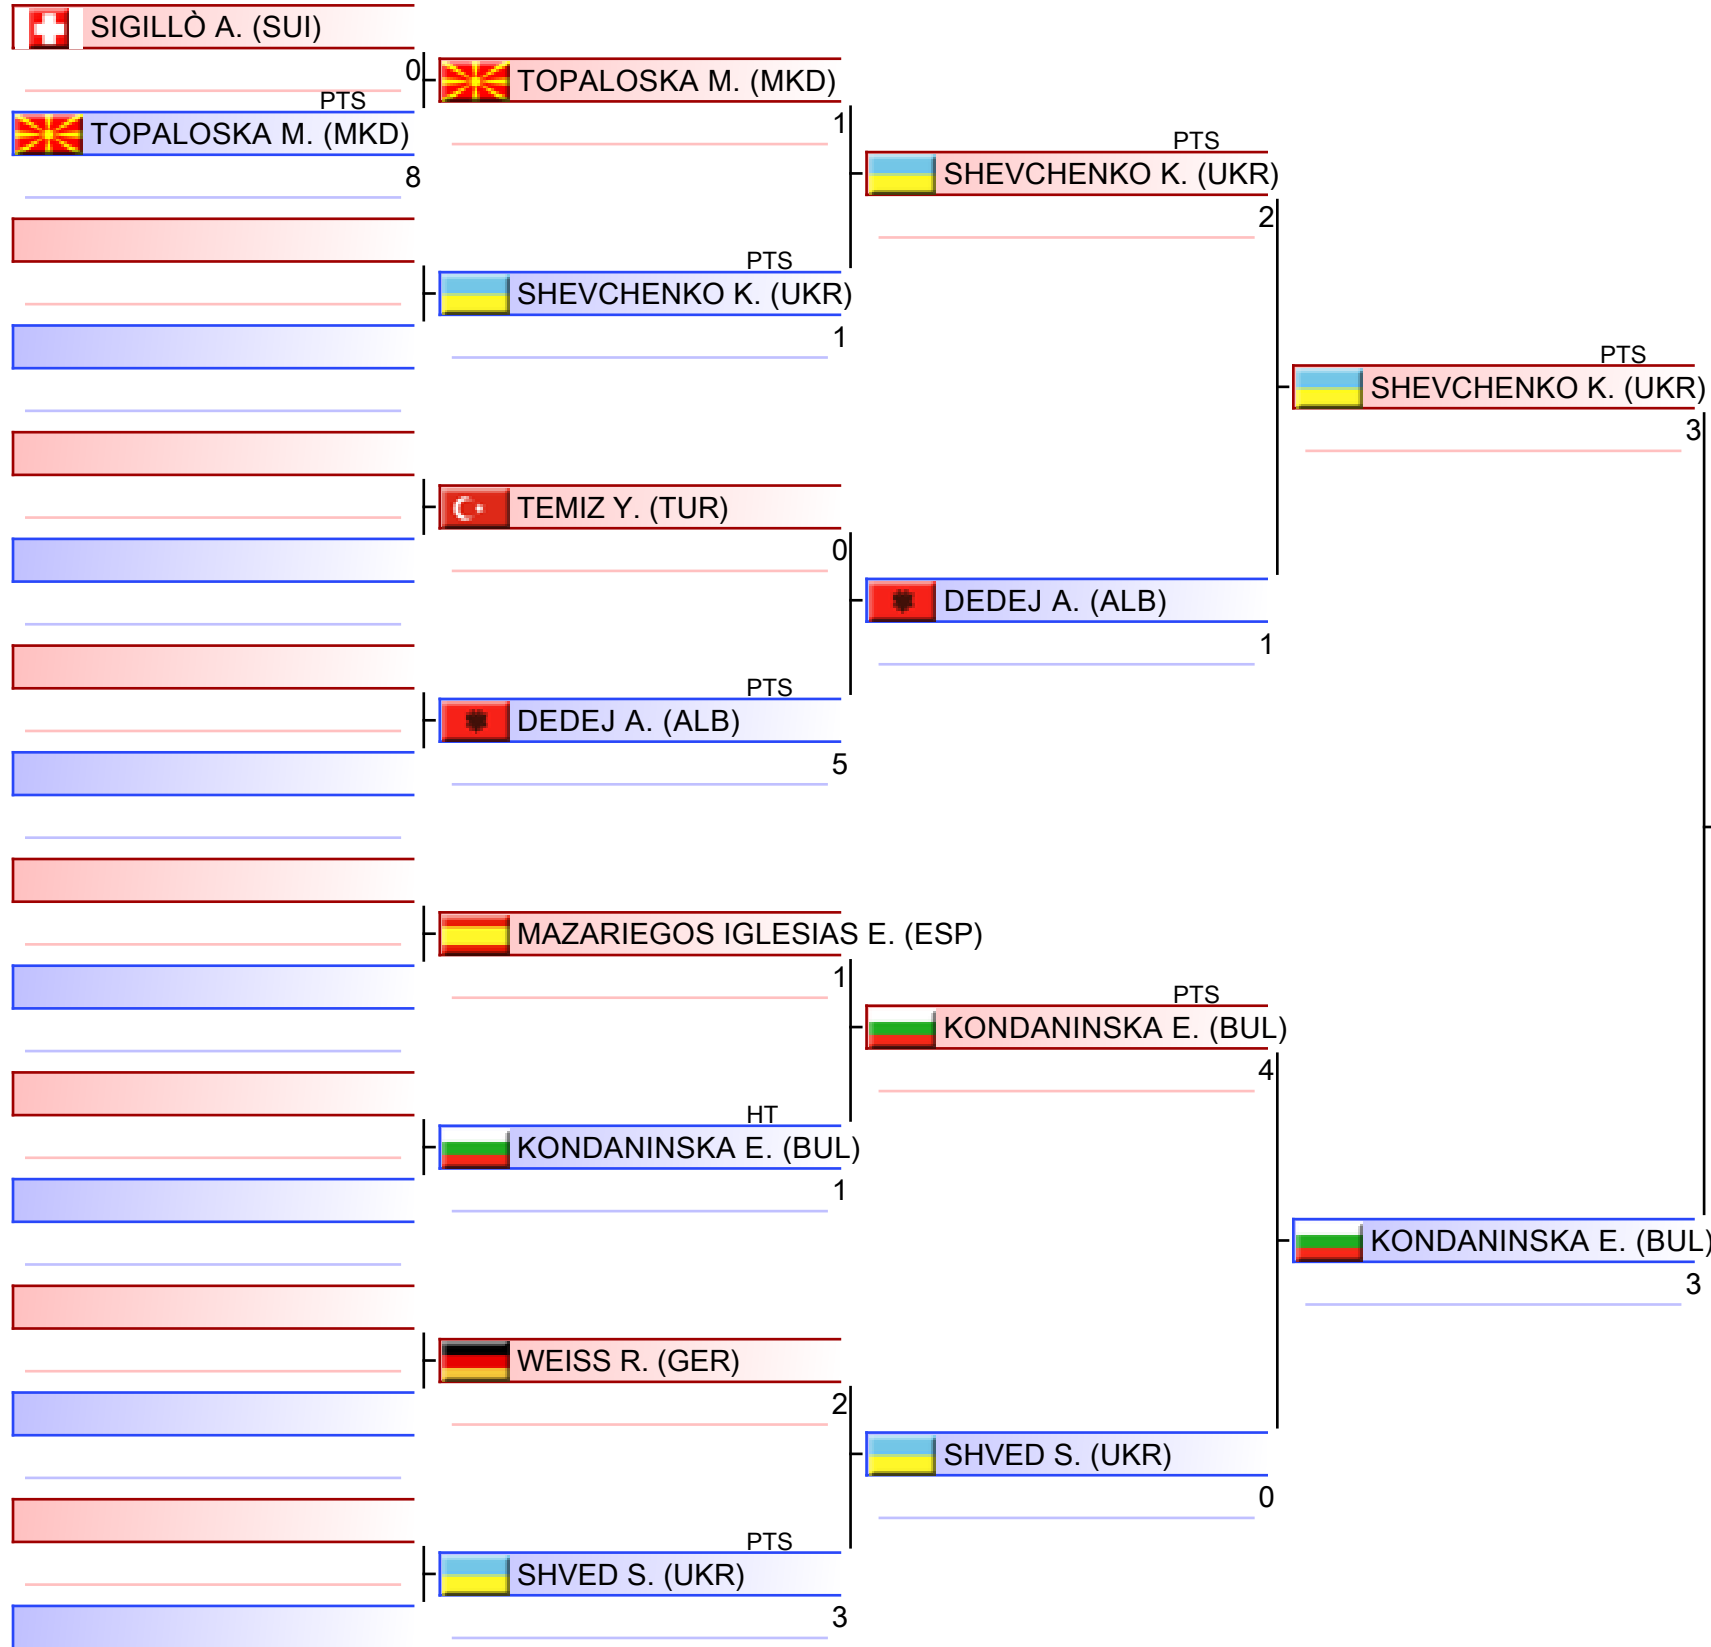 SIGILLÒ A. (SUI)
0
PTS
TOPALOSKA M. (MKD)
8
TOPALOSKA M. (MKD)
1
PTS
SHEVCHENKO K. (UKR)
1
TEMIZ Y. (TUR)
0
PTS
DEDEJ A. (ALB)
5
MAZARIEGOS IGLESIAS E. (ESP)
1
HT
KONDANINSKA E. (BUL)
1
WEISS R. (GER)
2
PTS
SHVED S. (UKR)
3
PTS
SHEVCHENKO K. (UKR)
2
DEDEJ A. (ALB)
1
PTS
KONDANINSKA E. (BUL)
4
SHVED S. (UKR)
0
PTS
SHEVCHENKO K. (UKR)
3
KONDANINSKA E. (BUL)
3